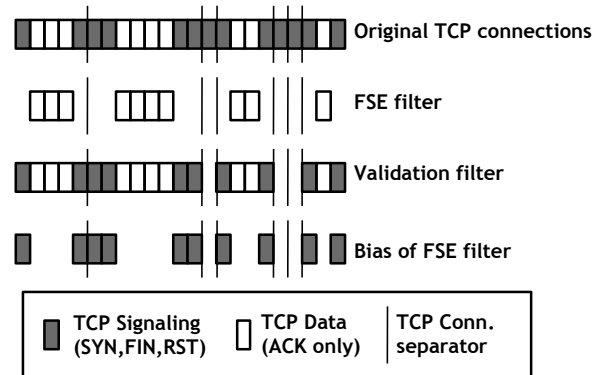 Original TCP connections
FSE filter
Validation filter
Bias of FSE filter
TCP Signaling
(SYN,FIN,RST)
TCP Data
(ACK only)
TCP Conn.
separator